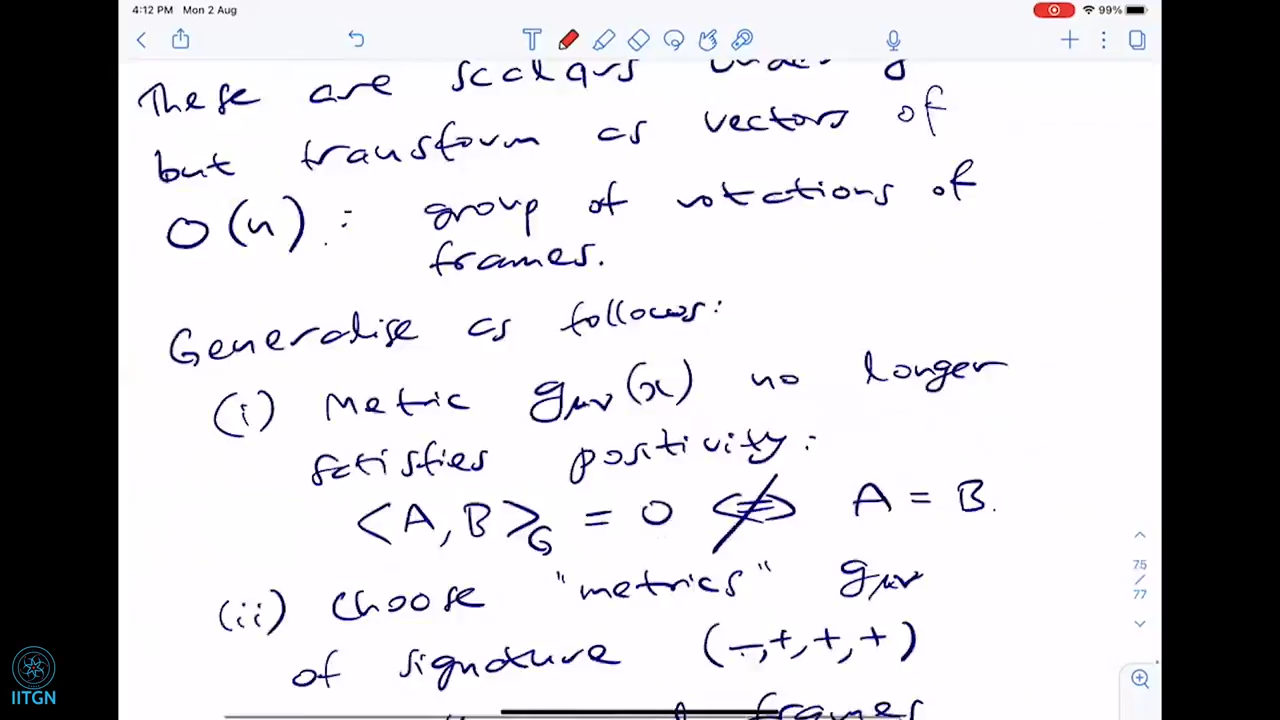 4:12 PM Mon 2 Aug
99%
These are scalars under
but transform as vectors of
O(n) : group of rotations of
frames.
Generalise as follows:
(i) Metric gμν(x) no longer
satisfies positivity:
<A, B>G = 0 ⇎ A = B.
(ii) Choose "metrics" gμν
of signature (-,+,+,+)
frames
75
/
77
IITGN